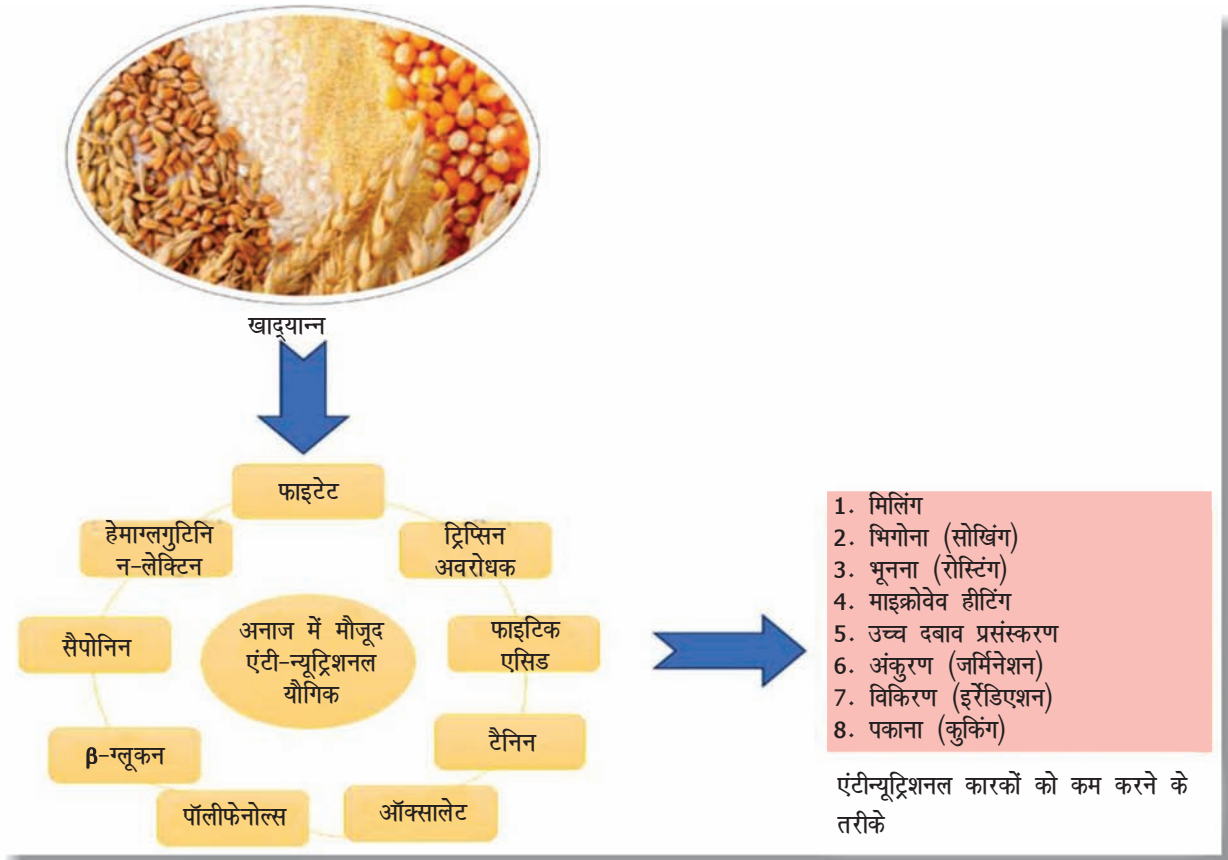 खाद्यान्न
फाइटेट
हेमाग्लगुटिनि
न-लेक्टिन
ट्रिप्सिन
अवरोधक
सैपोनिन
अनाज में मौजूद
एंटी-न्यूट्रिशनल
यौगिक
फाइटिक
एसिड
β-ग्लूकन
टैनिन
पॉलीफेनोल्स
ऑक्सालेट
1. मिलिंग
2. भिगोना (सोखिंग)
3. भूनना (रोस्टिंग)
4. माइक्रोवेव हीटिंग
5. उच्च दबाव प्रसंस्करण
6. अंकुरण (जर्मिनेशन)
7. विकिरण (इर्रेडिएशन)
8. पकाना (कुकिंग)
एंटीन्यूट्रिशनल कारकों को कम करने के
तरीके